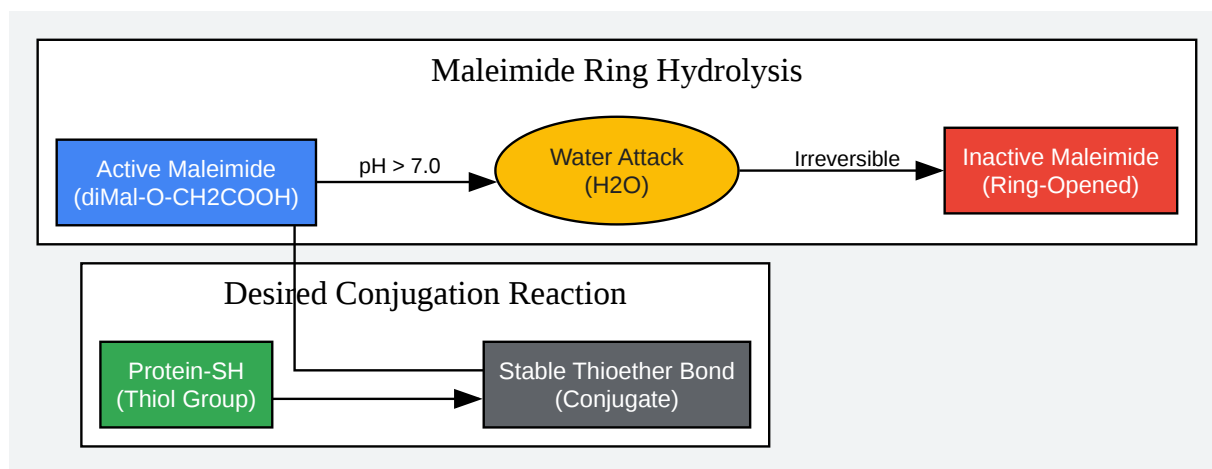 Maleimide Ring Hydrolysis
Active Maleimide
(diMal-O-CH2COOH)
pH > 7.0
Water Attack
(H2O)
Irreversible
Inactive Maleimide
(Ring-Opened)
Desired Conjugation Reaction
Protein-SH
(Thiol Group)
Stable Thioether Bond
(Conjugate)